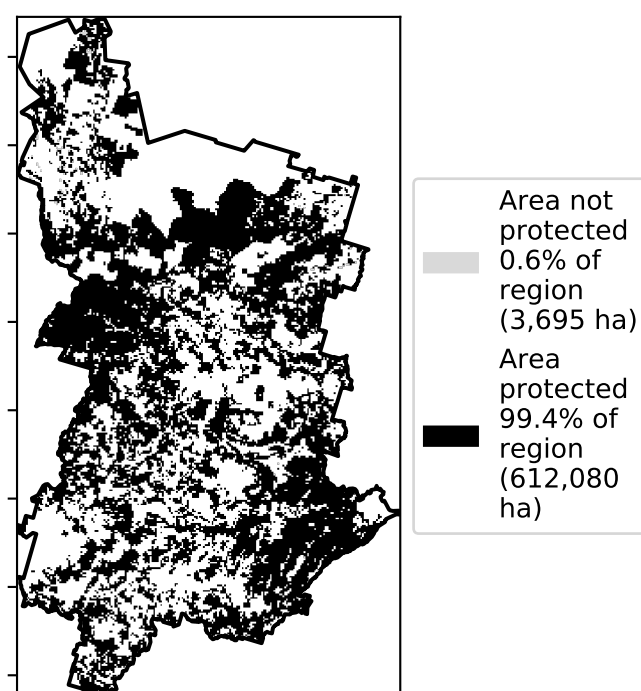 Area not
protected
0.6% of
region
(3,695 ha)
Area
protected
99.4% of
region
(612,080
ha)